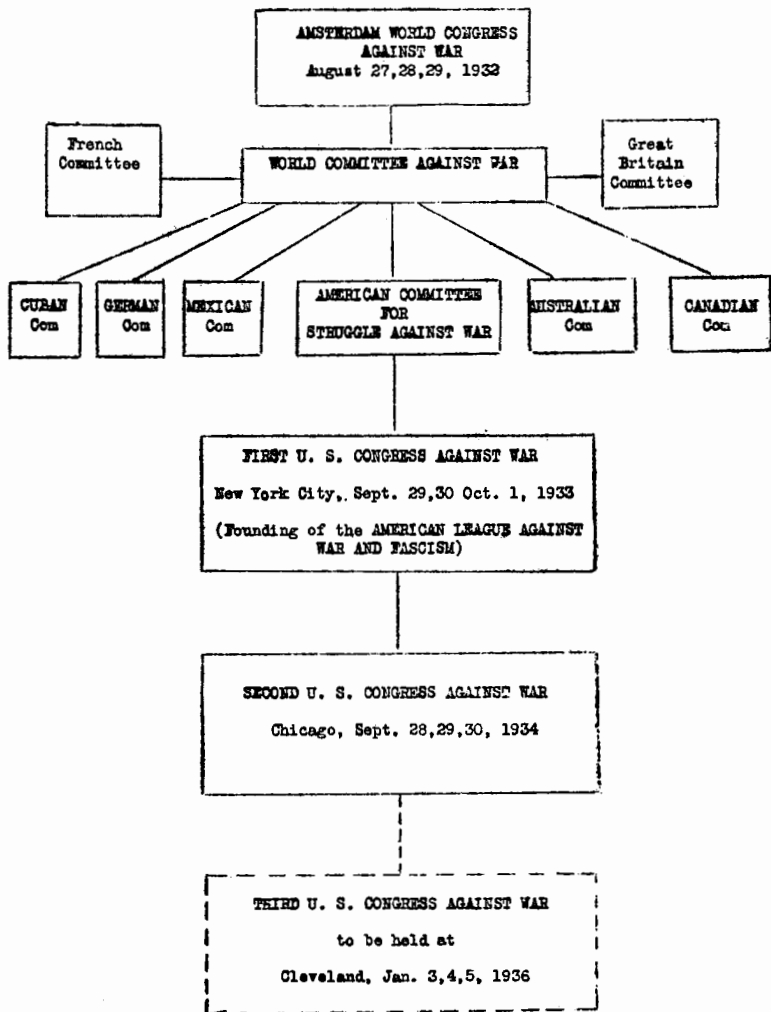 AMSTERDAM WORLD CONGRESS
AGAINST WAR
August 27,28,29, 1932
French
Committee
WORLD COMMITTEE AGAINST WAR
Great
Britain
Committee
CUBAN
Com
GERMAN
Com
MEXICAN
Com
AMERICAN COMMITTEE
FOR
STRUGGLE AGAINST WAR
AUSTRALIAN
Com
CANADIAN
Com
FIRST U. S. CONGRESS AGAINST WAR
New York City, Sept. 29,30 Oct. 1, 1933
(Founding of the AMERICAN LEAGUE AGAINST
WAR AND FASCISM)
SECOND U. S. CONGRESS AGAINST WAR
Chicago, Sept. 28,29,30, 1934
THIRD U. S. CONGRESS AGAINST WAR
to be held at
Cleveland, Jan. 3,4,5, 1936